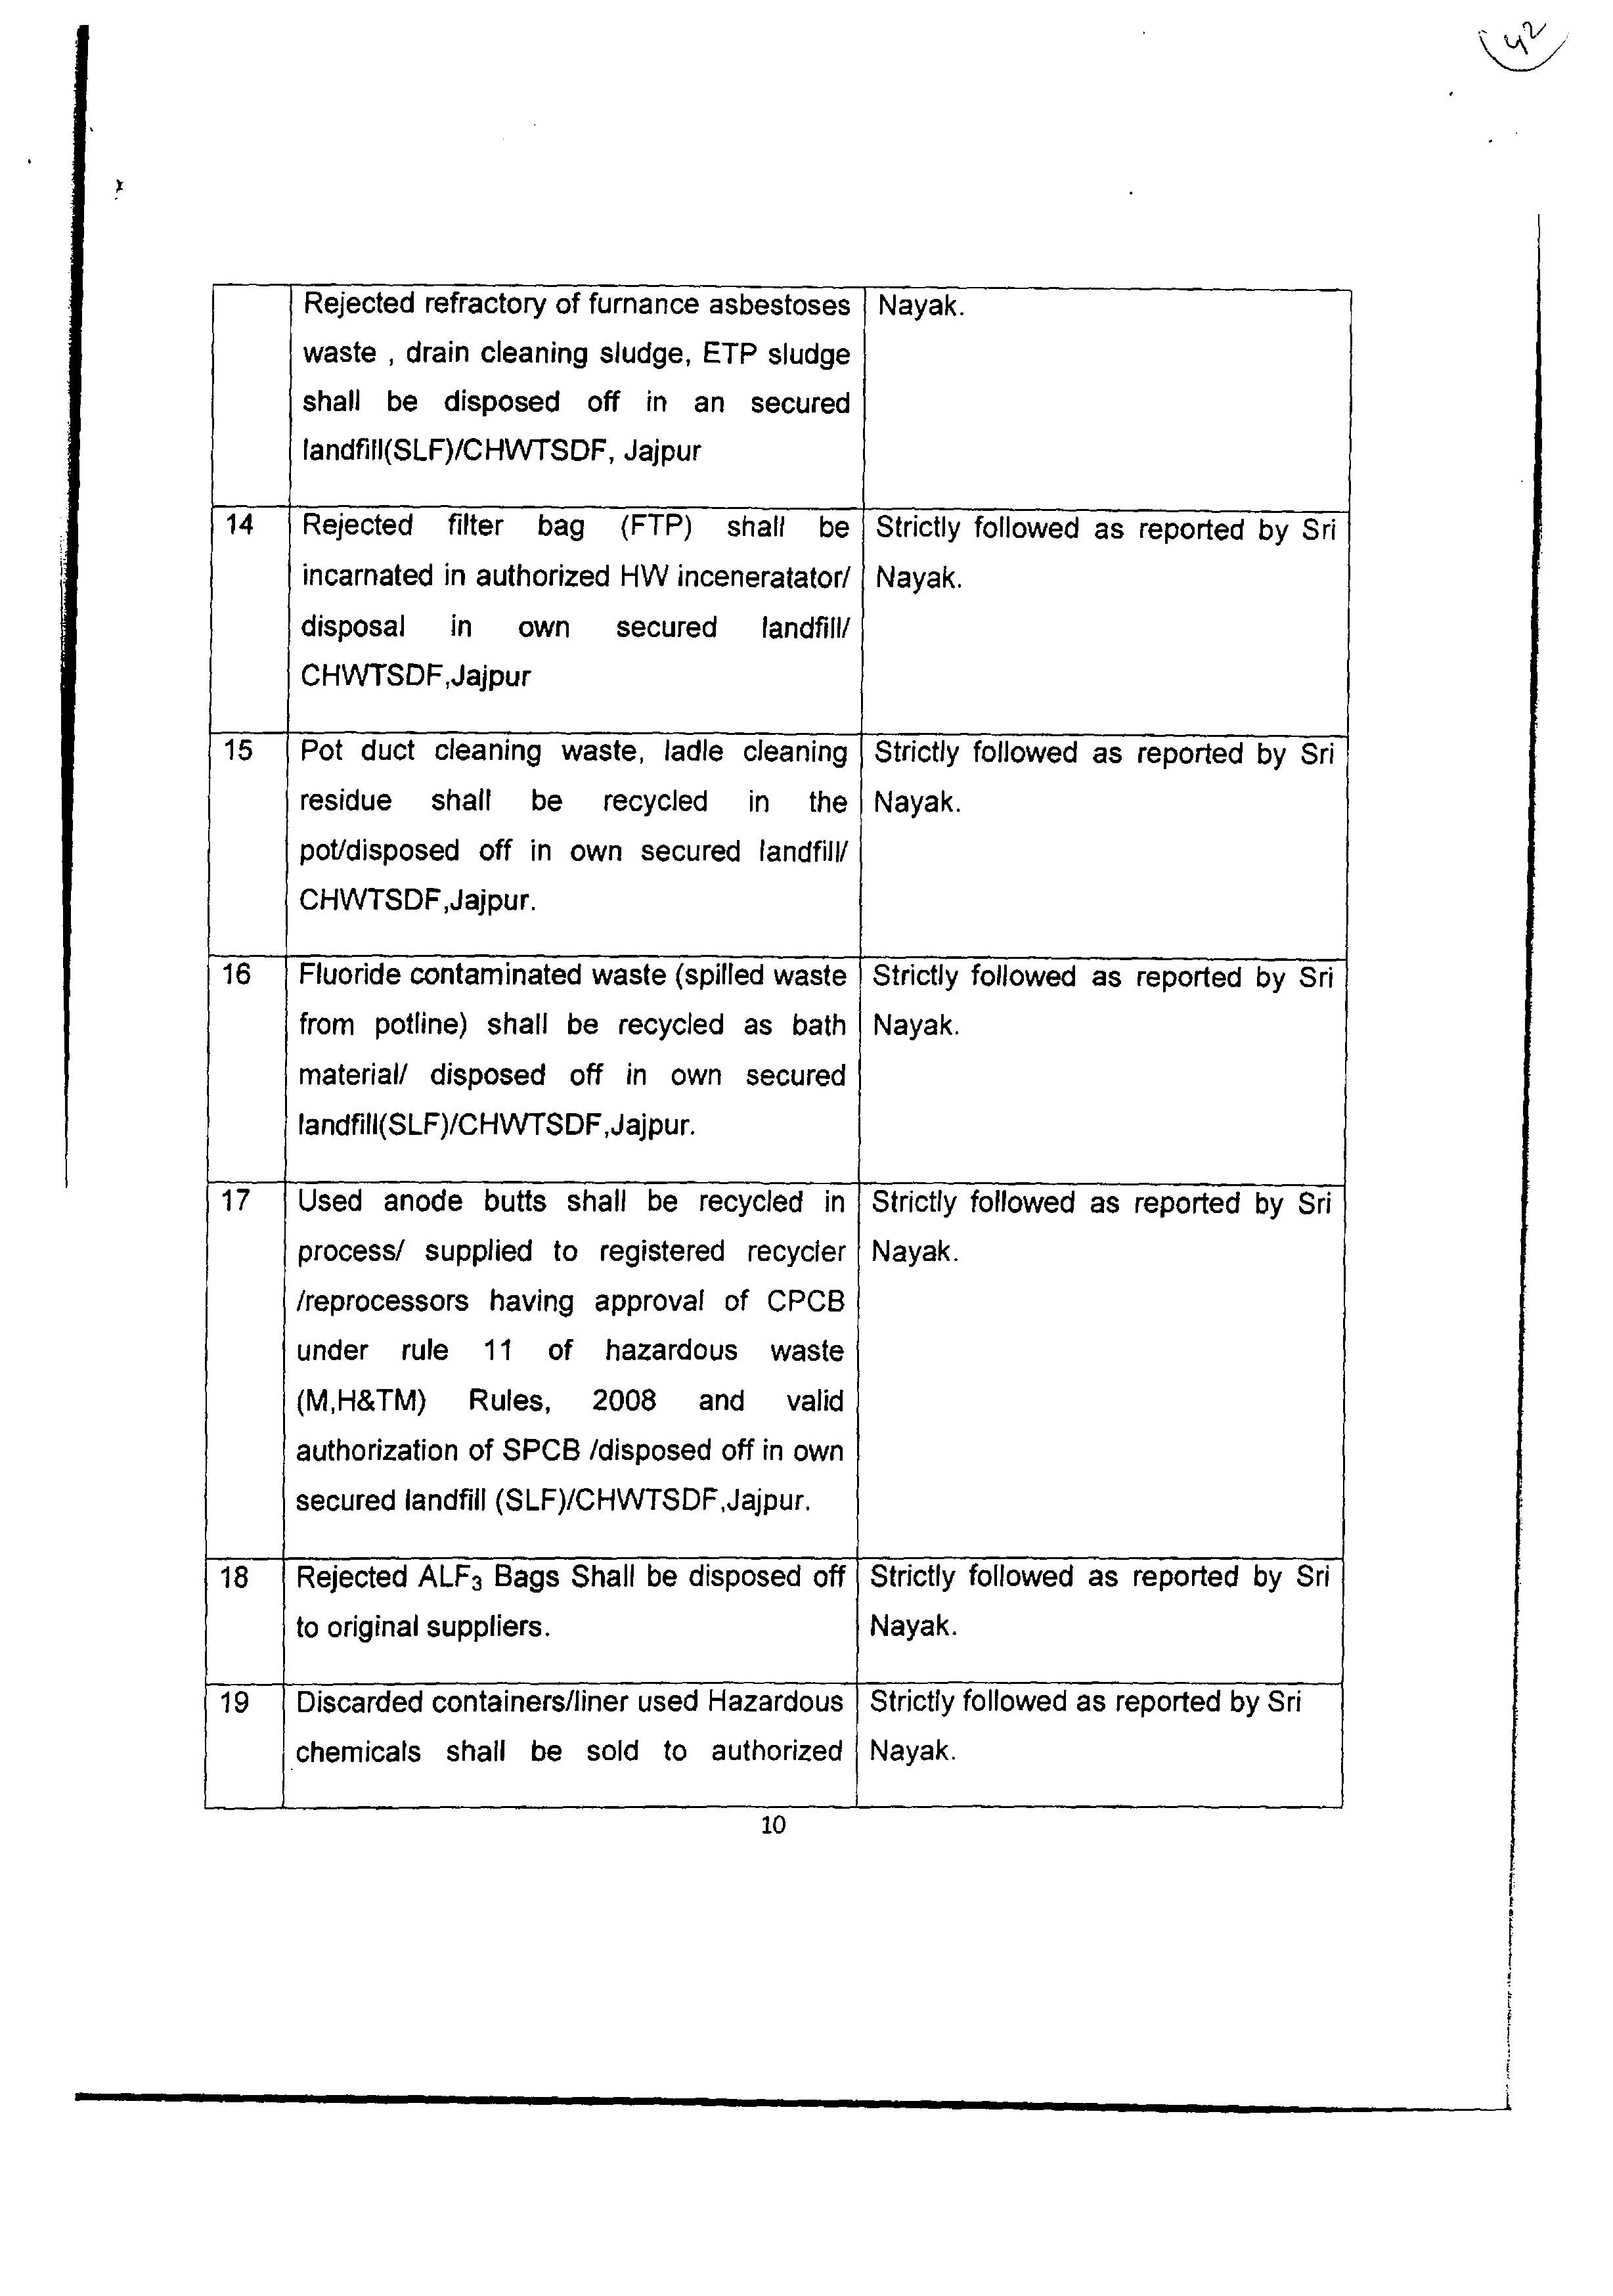 42
Rejected refractory of furnance asbestoses
waste , drain cleaning sludge, ETP sludge
shall be disposed off in an secured
landfill(SLF)/CHWTSDF, Jajpur
Nayak.
14
Rejected filter bag (FTP) shall be
incarnated in authorized HW inceneratator/
disposal in own secured landfill/
CHWTSDF,Jajpur
Strictly followed as reported by Sri
Nayak.
15
Pot duct cleaning waste, ladle cleaning
residue shall be recycled in the
pot/disposed off in own secured landfill/
CHWTSDF,Jajpur.
Strictly followed as reported by Sri
Nayak.
16
Fluoride contaminated waste (spilled waste
from potline) shall be recycled as bath
material/ disposed off in own secured
landfill(SLF)/CHWTSDF,Jajpur.
Strictly followed as reported by Sri
Nayak.
17
Used anode butts shall be recycled in
process/ supplied to registered recycler
/reprocessors having approval of CPCB
under rule 11 of hazardous waste
(M,H&TM) Rules, 2008 and valid
authorization of SPCB /disposed off in own
secured landfill (SLF)/CHWTSDF,Jajpur.
Strictly followed as reported by Sri
Nayak.
18
Rejected ALF₃ Bags Shall be disposed off
to original suppliers.
Strictly followed as reported by Sri
Nayak.
19
Discarded containers/liner used Hazardous
chemicals shall be sold to authorized
Strictly followed as reported by Sri
Nayak.
10